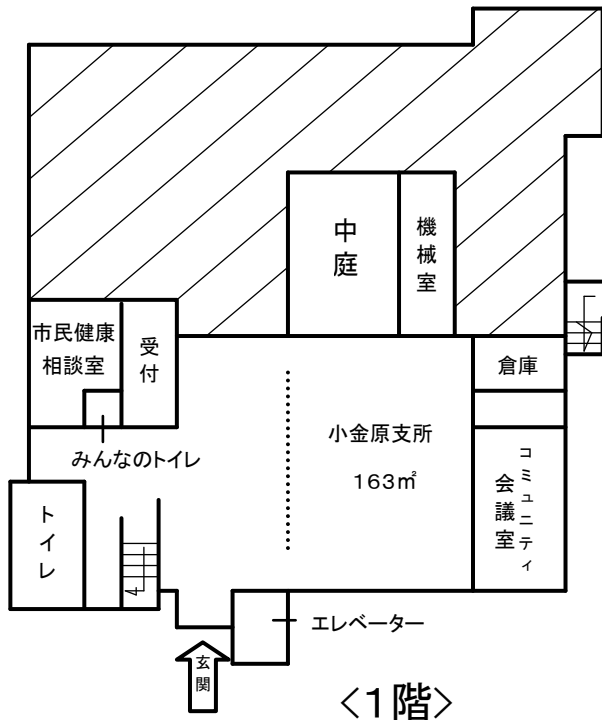 中庭
機械室
市民健康
相談室
受付
倉庫
みんなのトイレ
小金原支所
163㎡
コミュニティ
会議室
トイレ
エレベーター
玄関
<1階>